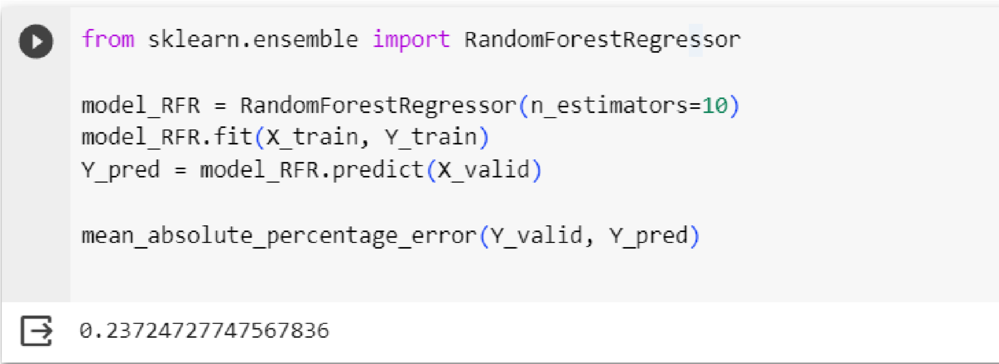 from sklearn.ensemble import RandomForestRegressor
model_RFR = RandomForestRegressor(n_estimators=10)
model_RFR.fit(X_train, Y_train)
Y_pred = model_RFR.predict(X_valid)
mean_absolute_percentage_error(Y_valid, Y_pred)
0.23724727747567836